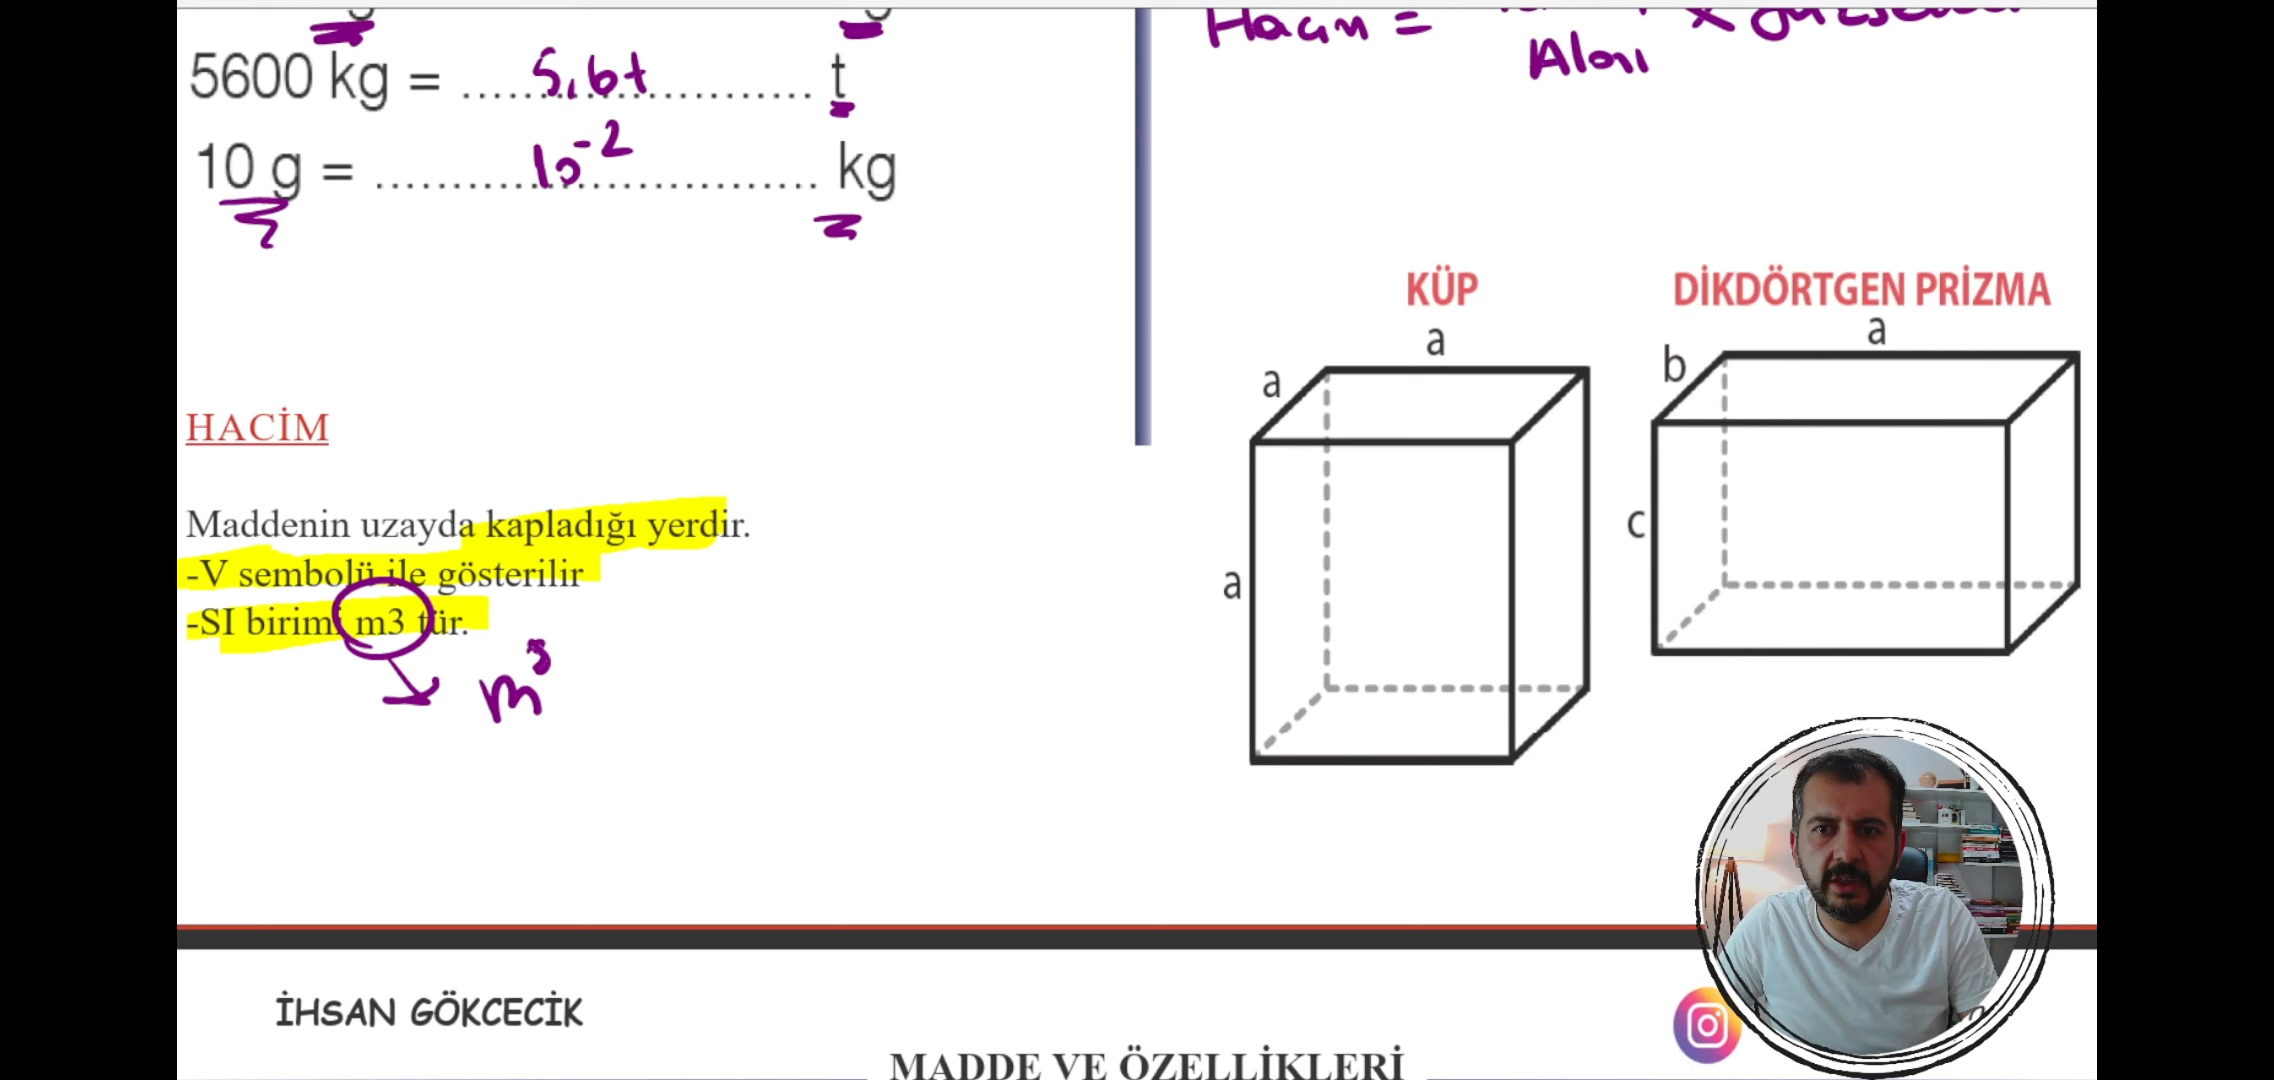 5600 kg = ..... 5,6t ..... t
10 g = ..... 10⁻² ..... kg
HACİM
Maddenin uzayda kapladığı yerdir.
-V sembolü ile gösterilir
-SI birimi m3 tür.
m³
Hacim =
Alanı
x
KÜP
a
a
a
DİKDÖRTGEN PRİZMA
a
b
c
İHSAN GÖKCECİK
MADDE VE ÖZELLİKLERİ